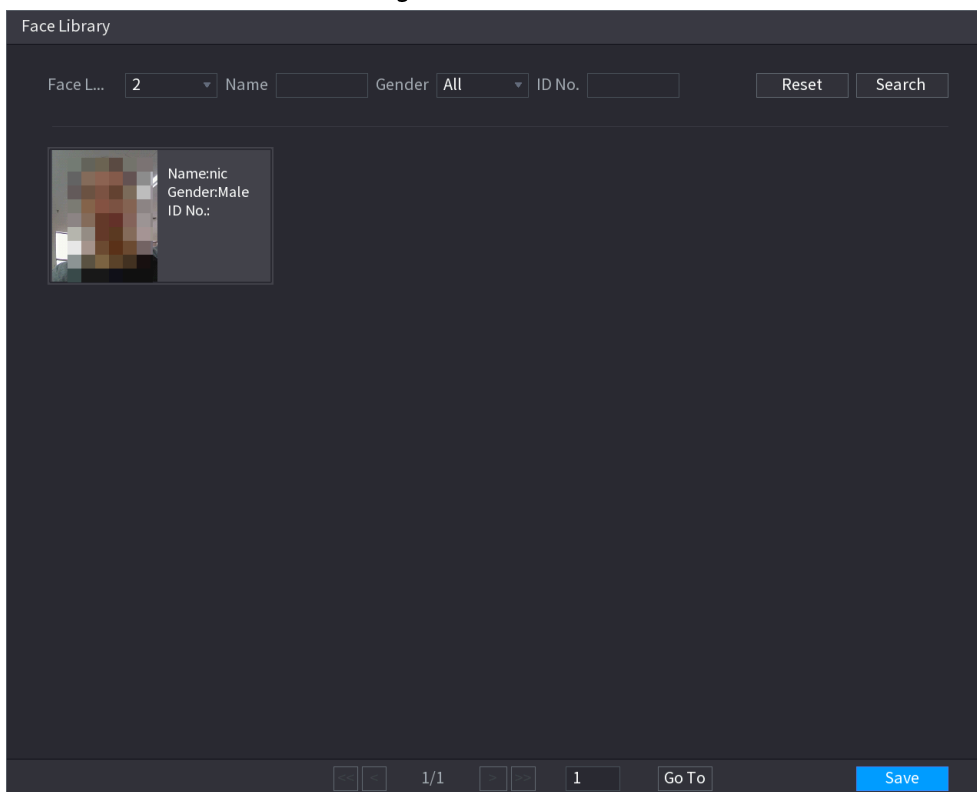 Face Library
Face L... 2 Name Gender All ID No. Reset Search
Name:nic
Gender:Male
ID No.:
<< < 1/1 > >> 1 Go To Save